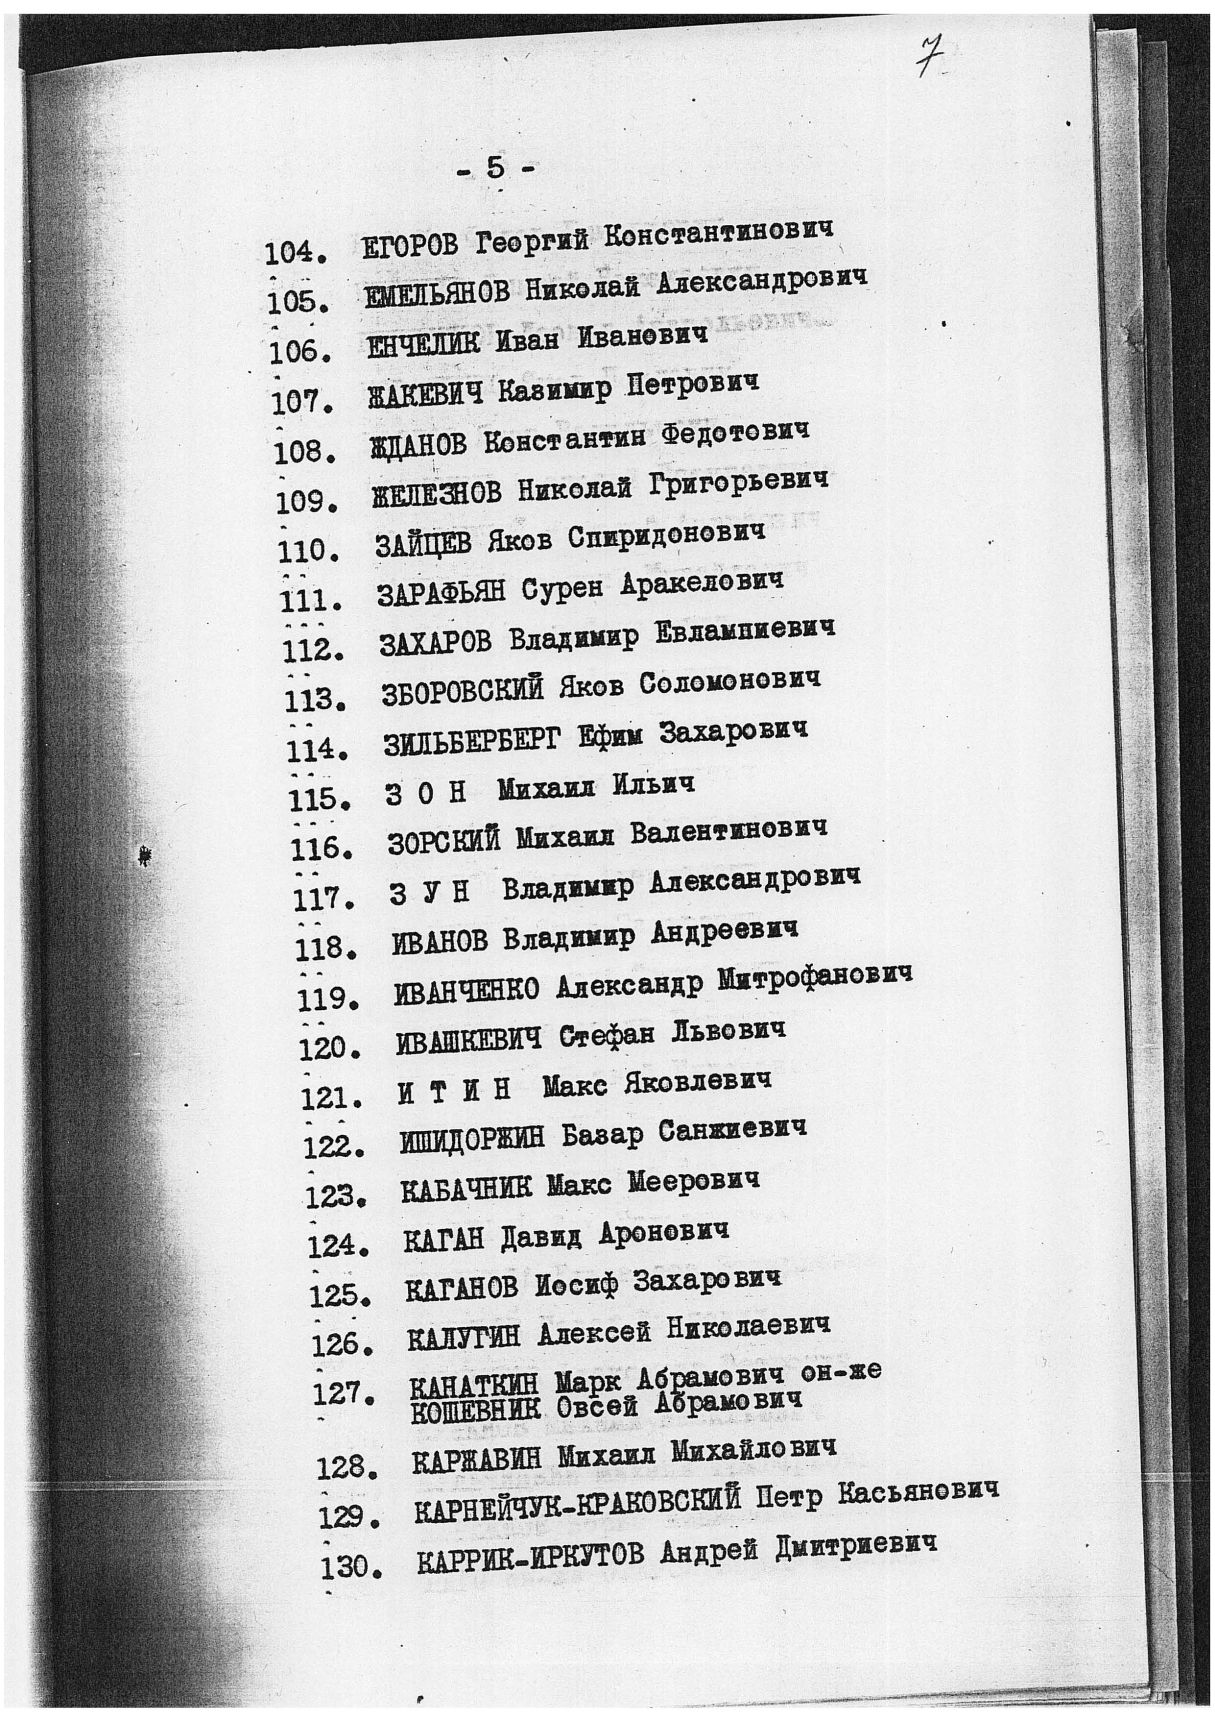 7
- 5 -
104. ЕГОРОВ Георгий Константинович
105. ЕМЕЛЬЯНОВ Николай Александрович
106. ЕНЧЕЛИК Иван Иванович
107. ЖАКЕВИЧ Казимир Петрович
108. ЖДАНОВ Константин Федотович
109. ЖЕЛЕЗНОВ Николай Григорьевич
110. ЗАЙЦЕВ Яков Спиридонович
111. ЗАРАФЬЯН Сурен Аракелович
112. ЗАХАРОВ Владимир Евлампиевич
113. ЗБОРОВСКИЙ Яков Соломонович
114. ЗИЛЬБЕРБЕРГ Ефим Захарович
115. З О Н Михаил Ильич
116. ЗОРСКИЙ Михаил Валентинович
117. З У Н Владимир Александрович
118. ИВАНОВ Владимир Андреевич
119. ИВАНЧЕНКО Александр Митрофанович
120. ИВАШКЕВИЧ Стефан Львович
121. И Т И Н Макс Яковлевич
122. ИШИДОРЖИН Базар Санжиевич
123. КАБАЧНИК Макс Меерович
124. КАГАН Давид Аронович
125. КАГАНОВ Иосиф Захарович
126. КАЛУГИН Алексей Николаевич
127. КАНАТКИН Марк Абрамович он-же
КОШЕВНИК Овсей Абрамович
128. КАРЖАВИН Михаил Михайлович
129. КАРНЕЙЧУК-КРАКОВСКИЙ Петр Касьянович
130. КАРРИК-ИРКУТОВ Андрей Дмитриевич